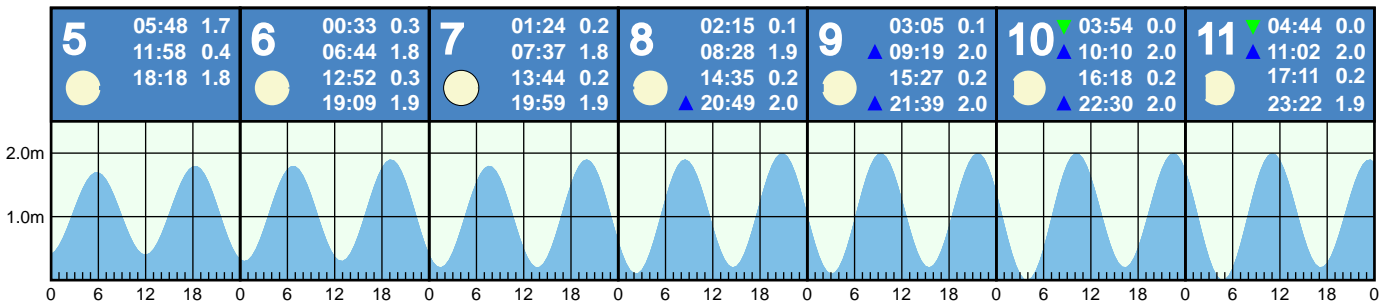 5 05:48 1.7
11:58 0.4
18:18 1.8
6 00:33 0.3
06:44 1.8
12:52 0.3
19:09 1.9
7 01:24 0.2
07:37 1.8
13:44 0.2
19:59 1.9
8 02:15 0.1
08:28 1.9
14:35 0.2
▲ 20:49 2.0
9 03:05 0.1
▲ 09:19 2.0
15:27 0.2
▲ 21:39 2.0
10 ▼ 03:54 0.0
▲ 10:10 2.0
16:18 0.2
▲ 22:30 2.0
11 ▼ 04:44 0.0
▲ 11:02 2.0
17:11 0.2
23:22 1.9
2.0m
1.0m
0 6 12 18 0 6 12 18 0 6 12 18 0 6 12 18 0 6 12 18 0 6 12 18 0 6 12 18 0